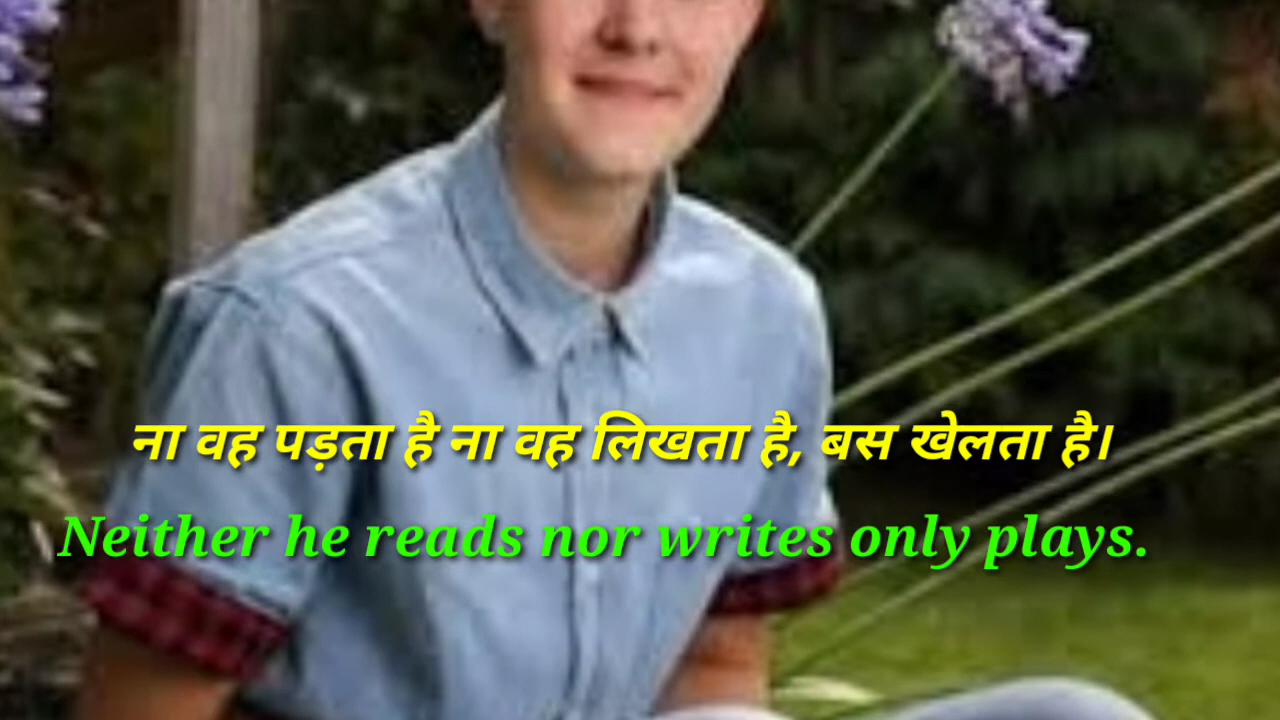 ना वह पड़ता है ना वह लिखता है, बस खेलता है।
Neither he reads nor writes only plays.